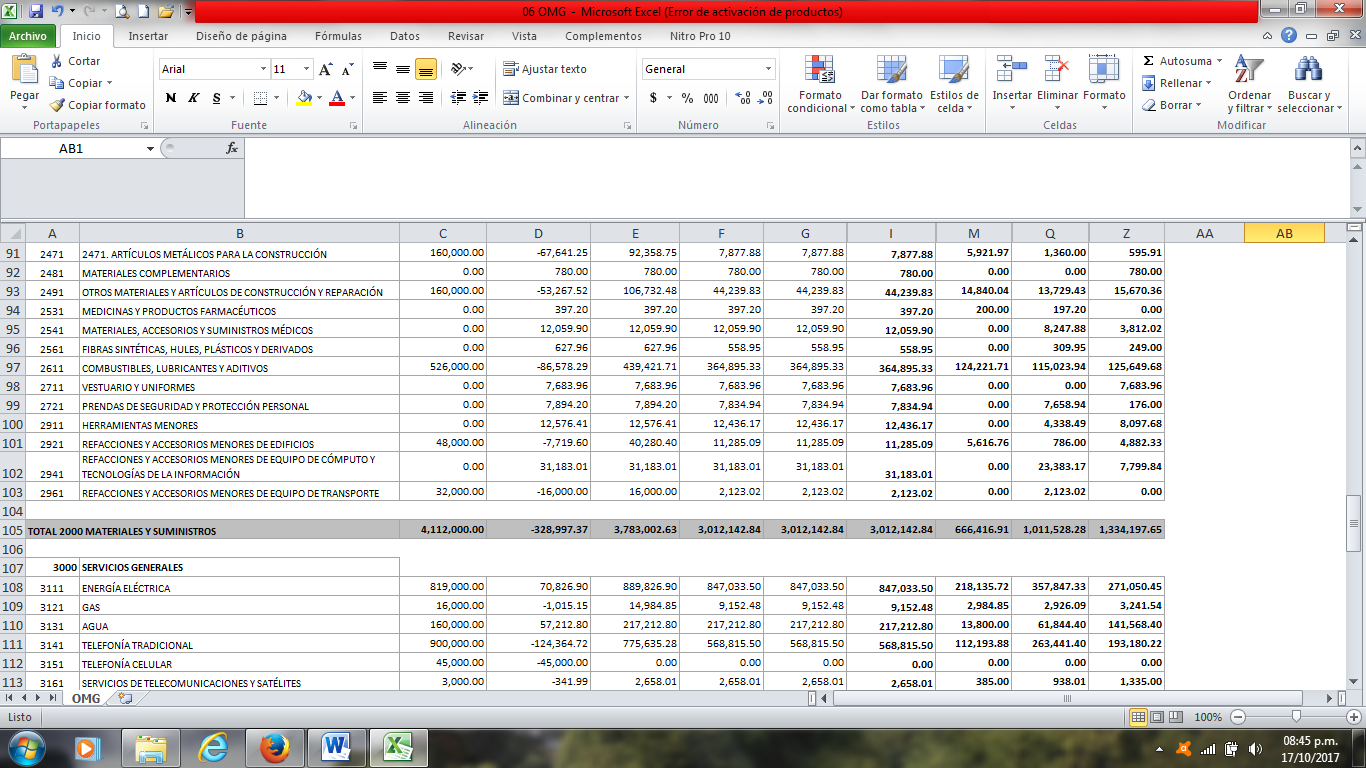 06 OMG - Microsoft Excel (Error de activación de productos)
Archivo Inicio Insertar Diseño de página Fórmulas Datos Revisar Vista Complementos Nitro Pro 10
Pegar
Cortar
Copiar
Copiar formato
Portapapeles
Arial 11
N K S
Fuente
Ajustar texto
Combinar y centrar
Alineación
General
$ % 000
Número
Formato condicional
Dar formato como tabla
Estilos de celda
Estilos
Insertar Eliminar Formato
Celdas
Autosuma
Rellenar
Borrar
Ordenar y filtrar
Buscar y seleccionar
Modificar
AB1 fx
A B C D E F G I M Q Z AA AB
91 2471 2471. ARTÍCULOS METÁLICOS PARA LA CONSTRUCCIÓN 160,000.00 -67,641.25 92,358.75 7,877.88 7,877.88 7,877.88 5,921.97 1,360.00 595.91
92 2481 MATERIALES COMPLEMENTARIOS 0.00 780.00 780.00 780.00 780.00 780.00 0.00 0.00 780.00
93 2491 OTROS MATERIALES Y ARTÍCULOS DE CONSTRUCCIÓN Y REPARACIÓN 160,000.00 -53,267.52 106,732.48 44,239.83 44,239.83 44,239.83 14,840.04 13,729.43 15,670.36
94 2531 MEDICINAS Y PRODUCTOS FARMACÉUTICOS 0.00 397.20 397.20 397.20 397.20 397.20 200.00 197.20 0.00
95 2541 MATERIALES, ACCESORIOS Y SUMINISTROS MÉDICOS 0.00 12,059.90 12,059.90 12,059.90 12,059.90 12,059.90 0.00 8,247.88 3,812.02
96 2561 FIBRAS SINTÉTICAS, HULES, PLÁSTICOS Y DERIVADOS 0.00 627.96 627.96 558.95 558.95 558.95 0.00 309.95 249.00
97 2611 COMBUSTIBLES, LUBRICANTES Y ADITIVOS 526,000.00 -86,578.29 439,421.71 364,895.33 364,895.33 364,895.33 124,221.71 115,023.94 125,649.68
98 2711 VESTUARIO Y UNIFORMES 0.00 7,683.96 7,683.96 7,683.96 7,683.96 7,683.96 0.00 0.00 7,683.96
99 2721 PRENDAS DE SEGURIDAD Y PROTECCIÓN PERSONAL 0.00 7,894.20 7,894.20 7,834.94 7,834.94 7,834.94 0.00 7,658.94 176.00
100 2911 HERRAMIENTAS MENORES 0.00 12,576.41 12,576.41 12,436.17 12,436.17 12,436.17 0.00 4,338.49 8,097.68
101 2921 REFACCIONES Y ACCESORIOS MENORES DE EDIFICIOS 48,000.00 -7,719.60 40,280.40 11,285.09 11,285.09 11,285.09 5,616.76 786.00 4,882.33
102 2941 REFACCIONES Y ACCESORIOS MENORES DE EQUIPO DE CÓMPUTO Y
TECNOLOGÍAS DE LA INFORMACIÓN 0.00 31,183.01 31,183.01 31,183.01 31,183.01 31,183.01 0.00 23,383.17 7,799.84
103 2961 REFACCIONES Y ACCESORIOS MENORES DE EQUIPO DE TRANSPORTE 32,000.00 -16,000.00 16,000.00 2,123.02 2,123.02 2,123.02 0.00 2,123.02 0.00
104
105 TOTAL 2000 MATERIALES Y SUMINISTROS 4,112,000.00 -328,997.37 3,783,002.63 3,012,142.84 3,012,142.84 3,012,142.84 666,416.91 1,011,528.28 1,334,197.65
106
107 3000 SERVICIOS GENERALES
108 3111 ENERGÍA ELÉCTRICA 819,000.00 70,826.90 889,826.90 847,033.50 847,033.50 847,033.50 218,135.72 357,847.33 271,050.45
109 3121 GAS 16,000.00 -1,015.15 14,984.85 9,152.48 9,152.48 9,152.48 2,984.85 2,926.09 3,241.54
110 3131 AGUA 160,000.00 57,212.80 217,212.80 217,212.80 217,212.80 217,212.80 13,800.00 61,844.40 141,568.40
111 3141 TELEFONÍA TRADICIONAL 900,000.00 -124,364.72 775,635.28 568,815.50 568,815.50 568,815.50 112,193.88 263,441.40 193,180.22
112 3151 TELEFONÍA CELULAR 45,000.00 -45,000.00 0.00 0.00 0.00 0.00 0.00 0.00 0.00
113 3161 SERVICIOS DE TELECOMUNICACIONES Y SATÉLITES 3,000.00 -341.99 2,658.01 2,658.01 2,658.01 2,658.01 385.00 938.01 1,335.00
OMG
Listo 100%
08:45 p.m.
17/10/2017